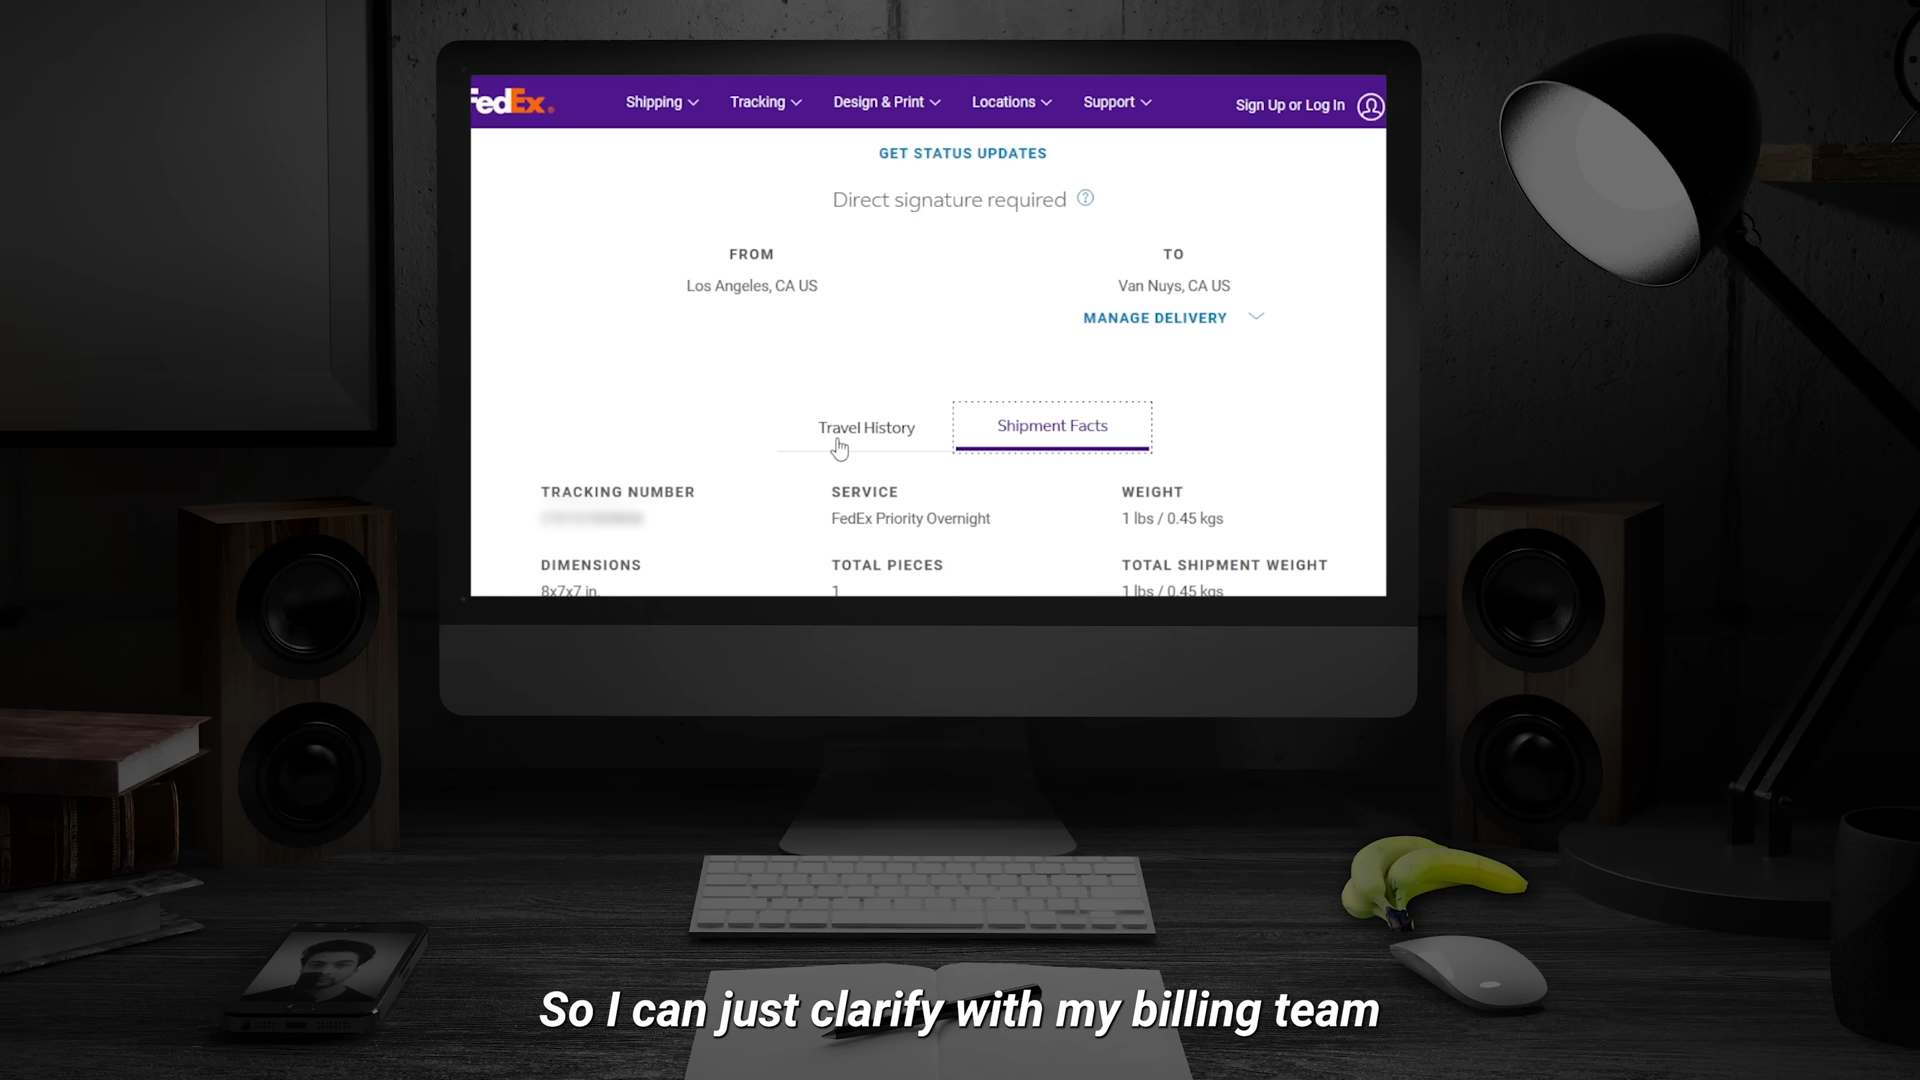 FedEx®
Shipping
Tracking
Design & Print
Locations
Support
Sign Up or Log In
GET STATUS UPDATES
Direct signature required ?
FROM
TO
Los Angeles, CA US
Van Nuys, CA US
MANAGE DELIVERY
Travel History
Shipment Facts
TRACKING NUMBER
SERVICE
WEIGHT
FedEx Priority Overnight
1 lbs / 0.45 kgs
DIMENSIONS
TOTAL PIECES
TOTAL SHIPMENT WEIGHT
8x7x7 in.
1
1 lbs / 0.45 kgs
So I can just clarify with my billing team